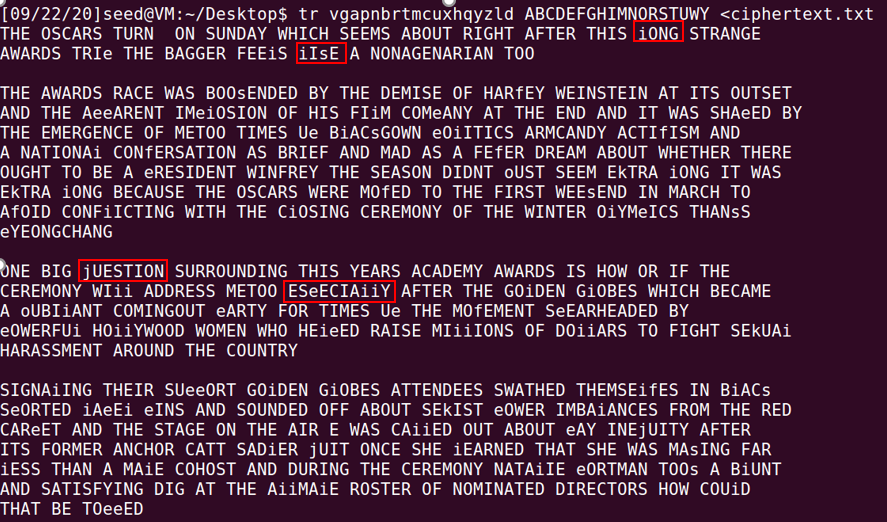 [09/22/20]seed@VM:~/Desktop$ tr vgapnbrtmcuxhqyzld ABCDEFGHIMNORSTUWY <ciphertext.txt
THE OSCARS TURN  ON SUNDAY WHICH SEEMS ABOUT RIGHT AFTER THIS iONG STRANGE
AWARDS TRIe THE BAGGER FEEiS iIsE A NONAGENARIAN TOO

THE AWARDS RACE WAS BOOsENDED BY THE DEMISE OF HARfEY WEINSTEIN AT ITS OUTSET
AND THE AeeARENT IMeiOSION OF HIS FIiM COMeANY AT THE END AND IT WAS SHAeED BY
THE EMERGENCE OF METOO TIMES Ue BiACsGOWN eOiITICS ARMCANDY ACTIfISM AND
A NATIONAi CONfERSATION AS BRIEF AND MAD AS A FEfER DREAM ABOUT WHETHER THERE
OUGHT TO BE A eRESIDENT WINFREY THE SEASON DIDNT oUST SEEM EkTRA iONG IT WAS
EkTRA iONG BECAUSE THE OSCARS WERE MOfED TO THE FIRST WEEsEND IN MARCH TO
AfOID CONFiICTING WITH THE CiOSING CEREMONY OF THE WINTER OiYMeICS THANsS
eYEONGCHANG

ONE BIG jUESTION SURROUNDING THIS YEARS ACADEMY AWARDS IS HOW OR IF THE
CEREMONY WIii ADDRESS METOO ESeECIAiiY AFTER THE GOiDEN GiOBES WHICH BECAME
A oUBIiANT COMINGOUT eARTY FOR TIMES Ue THE MOfEMENT SeEARHEADED BY
eOWERFUi HOiiYWOOD WOMEN WHO HEieED RAISE MIiiIONS OF DOiiARS TO FIGHT SEkUAi
HARASSMENT AROUND THE COUNTRY

SIGNAiING THEIR SUeeORT GOiDEN GiOBES ATTENDEES SWATHED THEMSEifES IN BiACs
SeORTED iAeEi eINS AND SOUNDED OFF ABOUT SEkIST eOWER IMBAiANCES FROM THE RED
CAReET AND THE STAGE ON THE AIR E WAS CAiiED OUT ABOUT eAY INEjUITY AFTER
ITS FORMER ANCHOR CATT SADiER jUIT ONCE SHE iEARNED THAT SHE WAS MAsING FAR
iESS THAN A MAiE COHOST AND DURING THE CEREMONY NATAiIE eORTMAN TOOs A BiUNT
AND SATISFYING DIG AT THE AiiMAiE ROSTER OF NOMINATED DIRECTORS HOW COUiD
THAT BE TOeeED